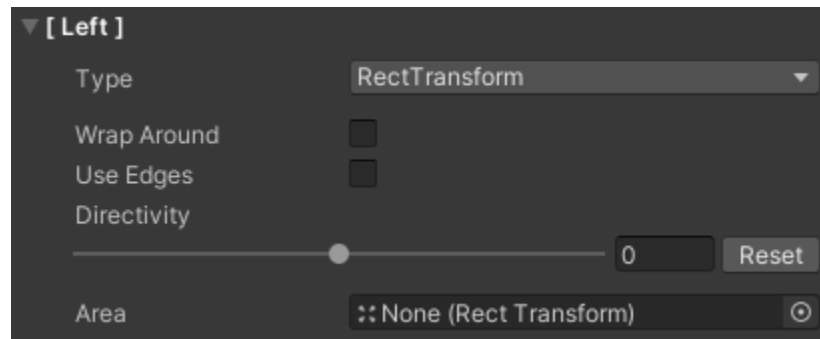 [ Left ]
Type RectTransform
Wrap Around
Use Edges
Directivity
0 Reset
Area None (Rect Transform)